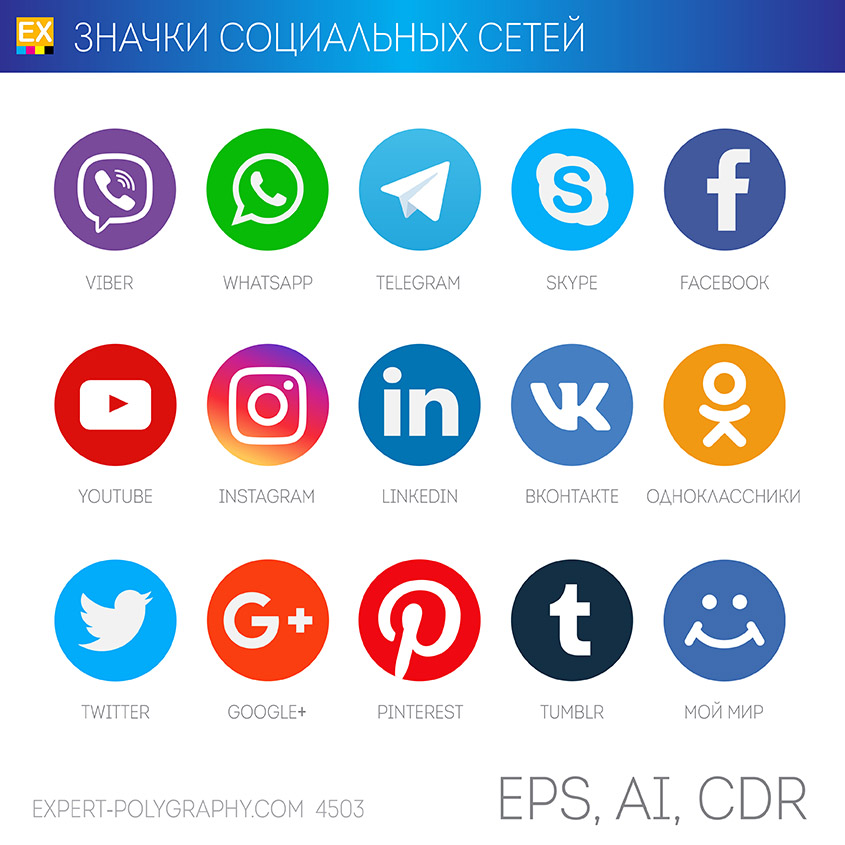 EX ЗНАЧКИ СОЦИАЛЬНЫХ СЕТЕЙ
VIBER WHATSAPP TELEGRAM SKYPE FACEBOOK
YOUTUBE INSTAGRAM LINKEDIN ВКОНТАКТЕ ОДНОКЛАССНИКИ
TWITTER GOOGLE+ PINTEREST TUMBLR МОЙ МИР
EXPERT-POLYGRAPHY.COM 4503
EPS, AI, CDR